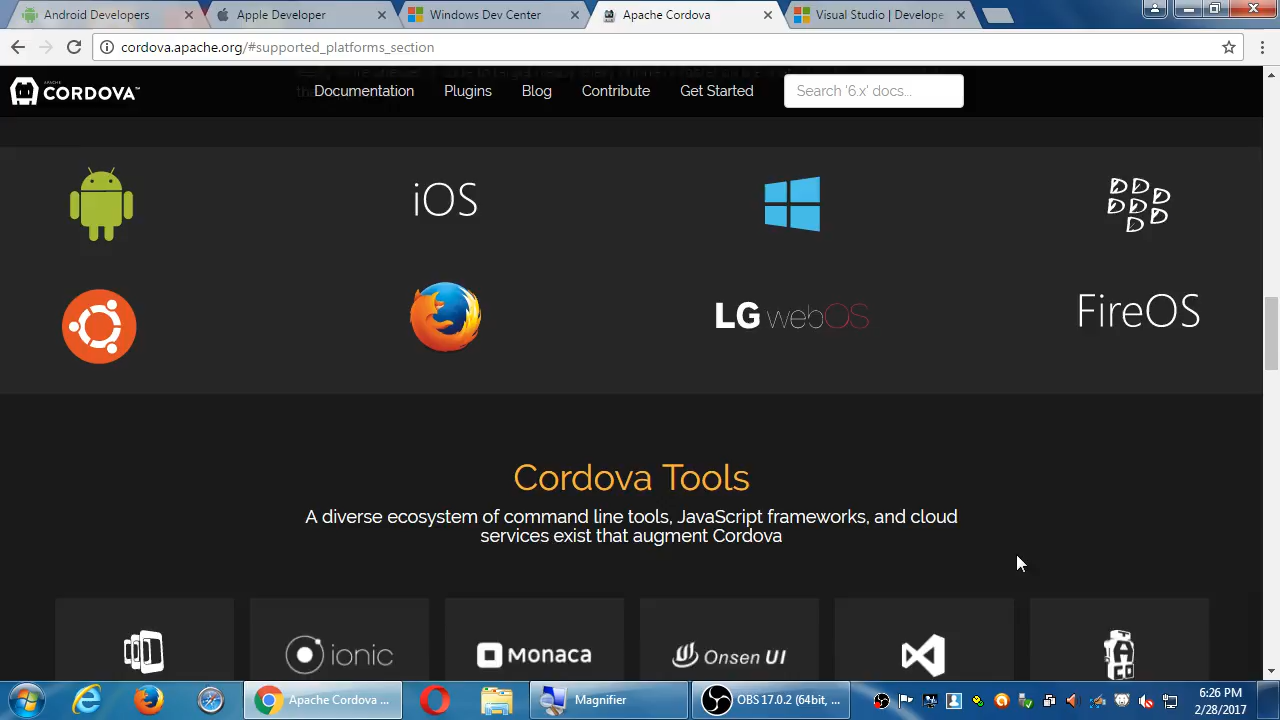 Android Developers
Apple Developer
Windows Dev Center
Apache Cordova
Visual Studio | Develope
cordova.apache.org/#supported_platforms_section
APACHE
CORDOVA™
Documentation
Plugins
Blog
Contribute
Get Started
Search '6.x' docs...
iOS
LG webOS
FireOS
Cordova Tools
A diverse ecosystem of command line tools, JavaScript frameworks, and cloud
services exist that augment Cordova
ionic
Monaca
Onsen UI
Apache Cordova ...
Magnifier
OBS 17.0.2 (64bit, ...
6:26 PM
2/28/2017